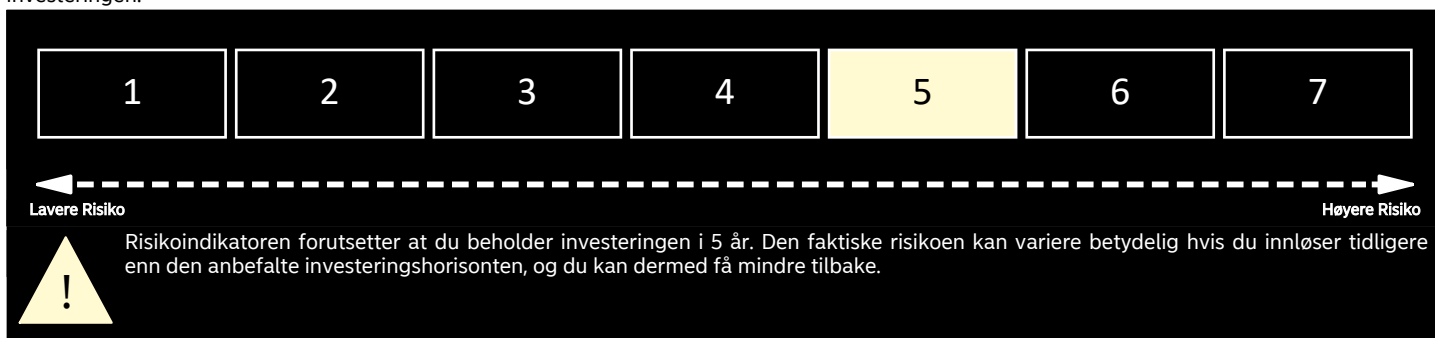 investeringen.
1 2 3 4 5 6 7
Lavere Risiko Høyere Risiko
Risikoindikatoren forutsetter at du beholder investeringen i 5 år. Den faktiske risikoen kan variere betydelig hvis du innløser tidligere
enn den anbefalte investeringshorisonten, og du kan dermed få mindre tilbake.
!